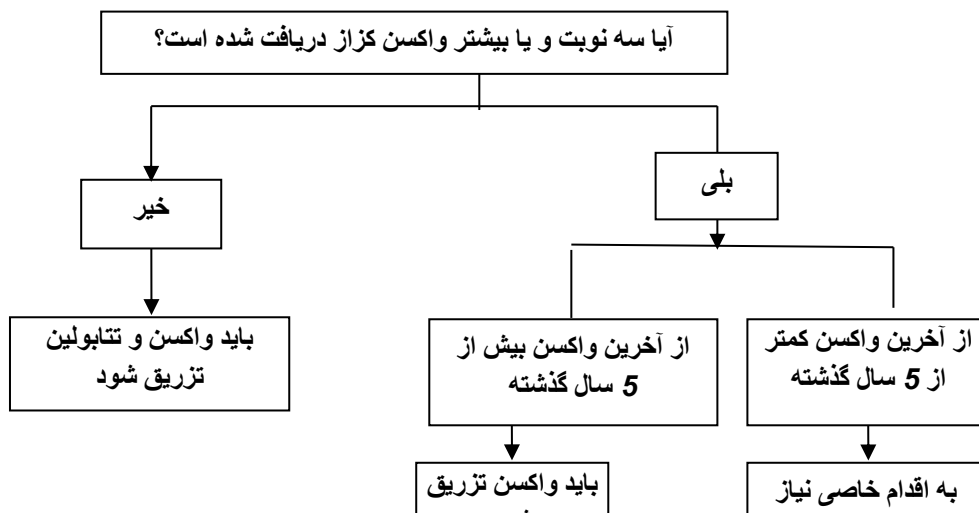 آیا سه نوبت و یا بیشتر واکسن کزاز دریافت شده است؟
بلی
خیر
از آخرین واکسن کمتر
از 5 سال گذشته
از آخرین واکسن بیش از
5 سال گذشته
باید واکسن و تتابولین
تزریق شود
به اقدام خاصی نیاز
باید واکسن تزریق